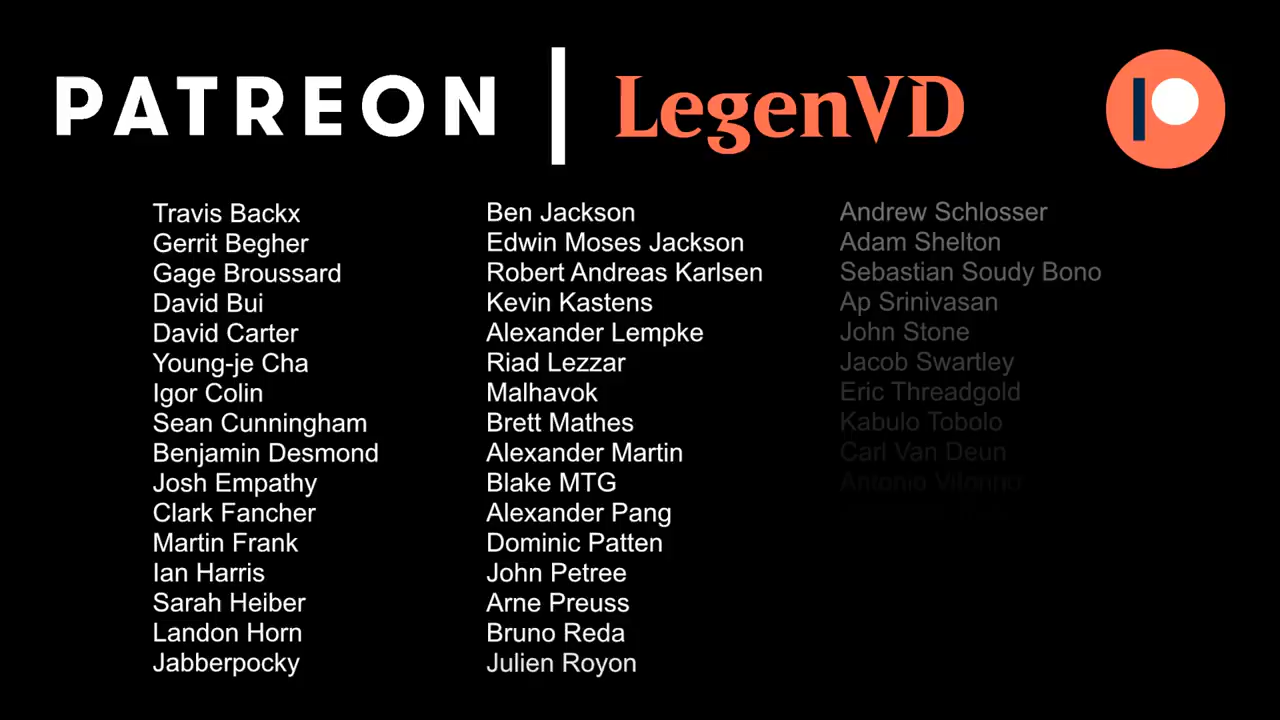 PATREON | LegenVD
Travis Backx
Gerrit Begher
Gage Broussard
David Bui
David Carter
Young-je Cha
Igor Colin
Sean Cunningham
Benjamin Desmond
Josh Empathy
Clark Fancher
Martin Frank
Ian Harris
Sarah Heiber
Landon Horn
Jabberpocky
Ben Jackson
Edwin Moses Jackson
Robert Andreas Karlsen
Kevin Kastens
Alexander Lempke
Riad Lezzar
Malhavok
Brett Mathes
Alexander Martin
Blake MTG
Alexander Pang
Dominic Patten
John Petree
Arne Preuss
Bruno Reda
Julien Royon
Andrew Schlosser
Adam Shelton
Sebastian Soudy Bono
Ap Srinivasan
John Stone
Jacob Swartley
Eric Threadgold
Kabulo Tobolo
Carl Van Deun
Antonio